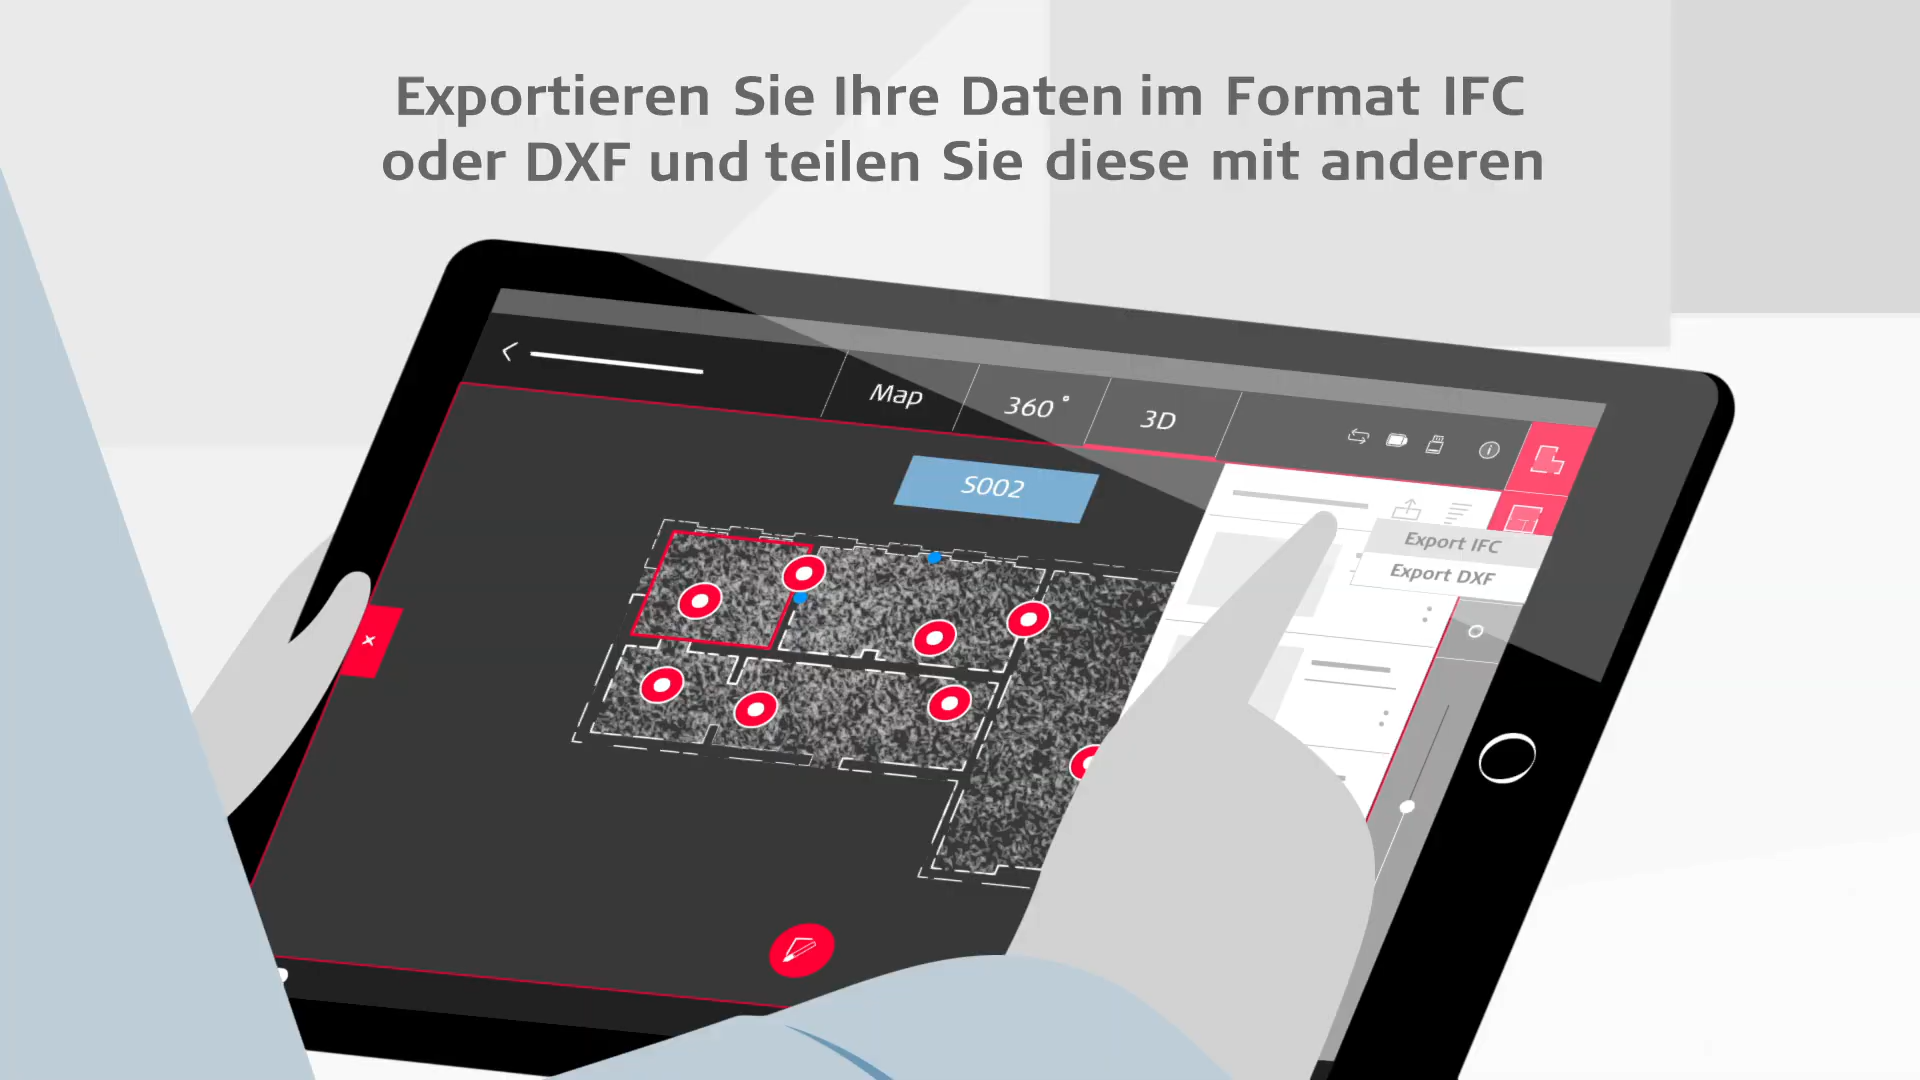 Exportieren Sie Ihre Daten im Format IFC
oder DXF und teilen Sie diese mit anderen
Map
360°
3D
S002
Export IFC
Export DXF